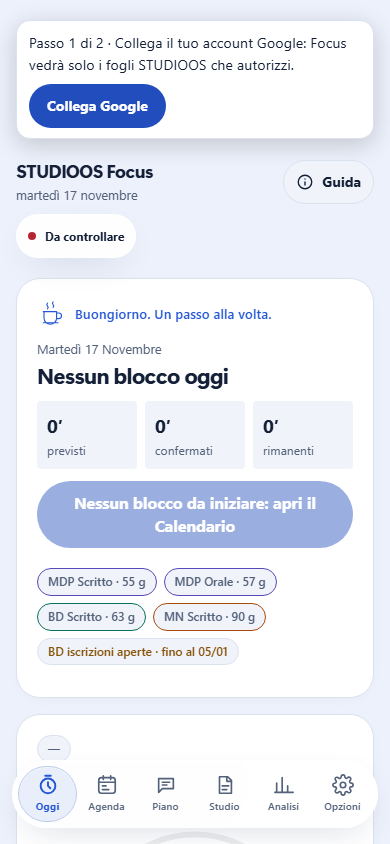 Passo 1 di 2 · Collega il tuo account Google: Focus
vedrà solo i fogli STUDIOOS che autorizzi.
Collega Google
STUDIOOS Focus
martedì 17 novembre
Guida
Da controllare
Buongiorno. Un passo alla volta.
Martedì 17 Novembre
Nessun blocco oggi
0′ 0′ 0′
previsti confermati rimanenti
Nessun blocco da iniziare: apri il
Calendario
MDP Scritto · 55 g MDP Orale · 57 g
BD Scritto · 63 g MN Scritto · 90 g
BD iscrizioni aperte · fino al 05/01
—
Oggi Agenda Piano Studio Analisi Opzioni